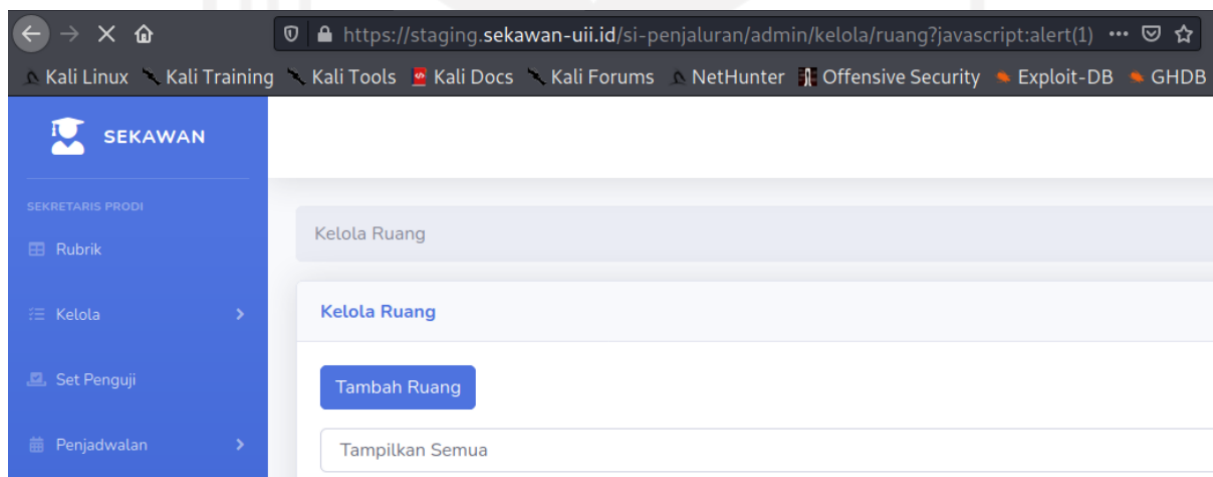 https://staging.sekawan-uii.id/si-penjaluran/admin/kelola/ruang?javascript:alert(1)
Kali Linux Kali Training Kali Tools Kali Docs Kali Forums NetHunter Offensive Security Exploit-DB GHDB
SEKAWAN
SEKRETARIS PRODI
Rubrik
Kelola
Set Penguji
Penjadwalan
Kelola Ruang
Kelola Ruang
Tambah Ruang
Tampilkan Semua